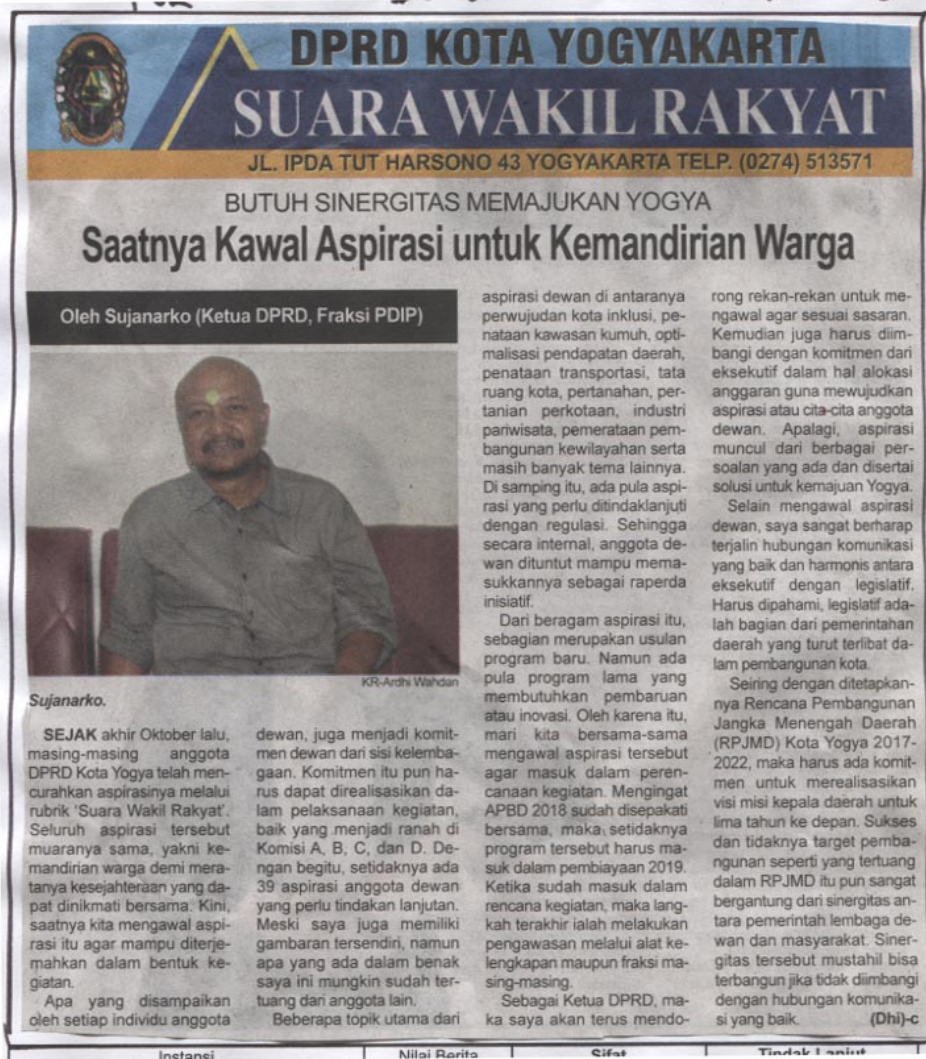 DPRD KOTA YOGYAKARTA
SUARA WAKIL RAKYAT
JL. IPDA TUT HARSONO 43 YOGYAKARTA TELP. (0274) 513571
BUTUH SINERGITAS MEMAJUKAN YOGYA
Saatnya Kawal Aspirasi untuk Kemandirian Warga
Oleh Sujanarko (Ketua DPRD, Fraksi PDIP)
KR-Ardhi Wahdan
Sujanarko.
SEJAK akhir Oktober lalu,
masing-masing anggota
DPRD Kota Yogya telah men-
curahkan aspirasinya melalui
rubrik 'Suara Wakil Rakyat'.
Seluruh aspirasi tersebut
muaranya sama, yakni ke-
mandirian warga demi mera-
tanya kesejahteraan yang da-
pat dinikmati bersama. Kini,
saatnya kita mengawal aspi-
rasi itu agar mampu diterje-
mahkan dalam bentuk ke-
giatan.
Apa yang disampaikan
oleh setiap individu anggota
dewan, juga menjadi komit-
men dewan dari sisi kelemba-
gaan. Komitmen itu pun ha-
rus dapat direalisasikan da-
lam pelaksanaan kegiatan,
baik yang menjadi ranah di
Komisi A, B, C, dan D. De-
ngan begitu, setidaknya ada
39 aspirasi anggota dewan
yang perlu tindakan lanjutan.
Meski saya juga memiliki
gambaran tersendiri, namun
apa yang ada dalam benak
saya ini mungkin sudah ter-
tuang dari anggota lain.
Beberapa topik utama dari
aspirasi dewan di antaranya
perwujudan kota inklusi, pe-
nataan kawasan kumuh, opti-
malisasi pendapatan daerah,
penataan transportasi, tata
ruang kota, pertanahan, per-
tanian perkotaan, industri
pariwisata, pemerataan pem-
bangunan kewilayahan serta
masih banyak tema lainnya.
Di samping itu, ada pula aspi-
rasi yang perlu ditindaklanjuti
dengan regulasi. Sehingga
secara internal, anggota de-
wan dituntut mampu mema-
sukkannya sebagai raperda
inisiatif.
Dari beragam aspirasi itu,
sebagian merupakan usulan
program baru. Namun ada
pula program lama yang
membutuhkan pembaruan
atau inovasi. Oleh karena itu,
mari kita bersama-sama
mengawal aspirasi tersebut
agar masuk dalam peren-
canaan kegiatan. Mengingat
APBD 2018 sudah disepakati
bersama, maka setidaknya
program tersebut harus ma-
suk dalam pembiayaan 2019.
Ketika sudah masuk dalam
rencana kegiatan, maka lang-
kah terakhir ialah melakukan
pengawasan melalui alat ke-
lengkapan maupun fraksi ma-
sing-masing.
Sebagai Ketua DPRD, ma-
ka saya akan terus mendo-
rong rekan-rekan untuk me-
ngawal agar sesuai sasaran.
Kemudian juga harus diim-
bangi dengan komitmen dari
eksekutif dalam hal alokasi
anggaran guna mewujudkan
aspirasi atau cita-cita anggota
dewan. Apalagi, aspirasi
muncul dari berbagai per-
soalan yang ada dan disertai
solusi untuk kemajuan Yogya.
Selain mengawal aspirasi
dewan, saya sangat berharap
terjalin hubungan komunikasi
yang baik dan harmonis antara
eksekutif dengan legislatif.
Harus dipahami, legislatif ada-
lah bagian dari pemerintahan
daerah yang turut terlibat da-
lam pembangunan kota.
Seiring dengan ditetapkan-
nya Rencana Pembangunan
Jangka Menengah Daerah
(RPJMD) Kota Yogya 2017-
2022, maka harus ada komit-
men untuk merealisasikan
visi misi kepala daerah untuk
lima tahun ke depan. Sukses
dan tidaknya target pemba-
ngunan seperti yang tertuang
dalam RPJMD itu pun sangat
bergantung dari sinergitas an-
tara pemerintah lembaga de-
wan dan masyarakat. Siner-
gitas tersebut mustahil bisa
terbangun jika tidak diimbangi
dengan hubungan komunika-
si yang baik. (Dhi)-c
Instansi Nilai Berita Sifat Tindak Lanjut